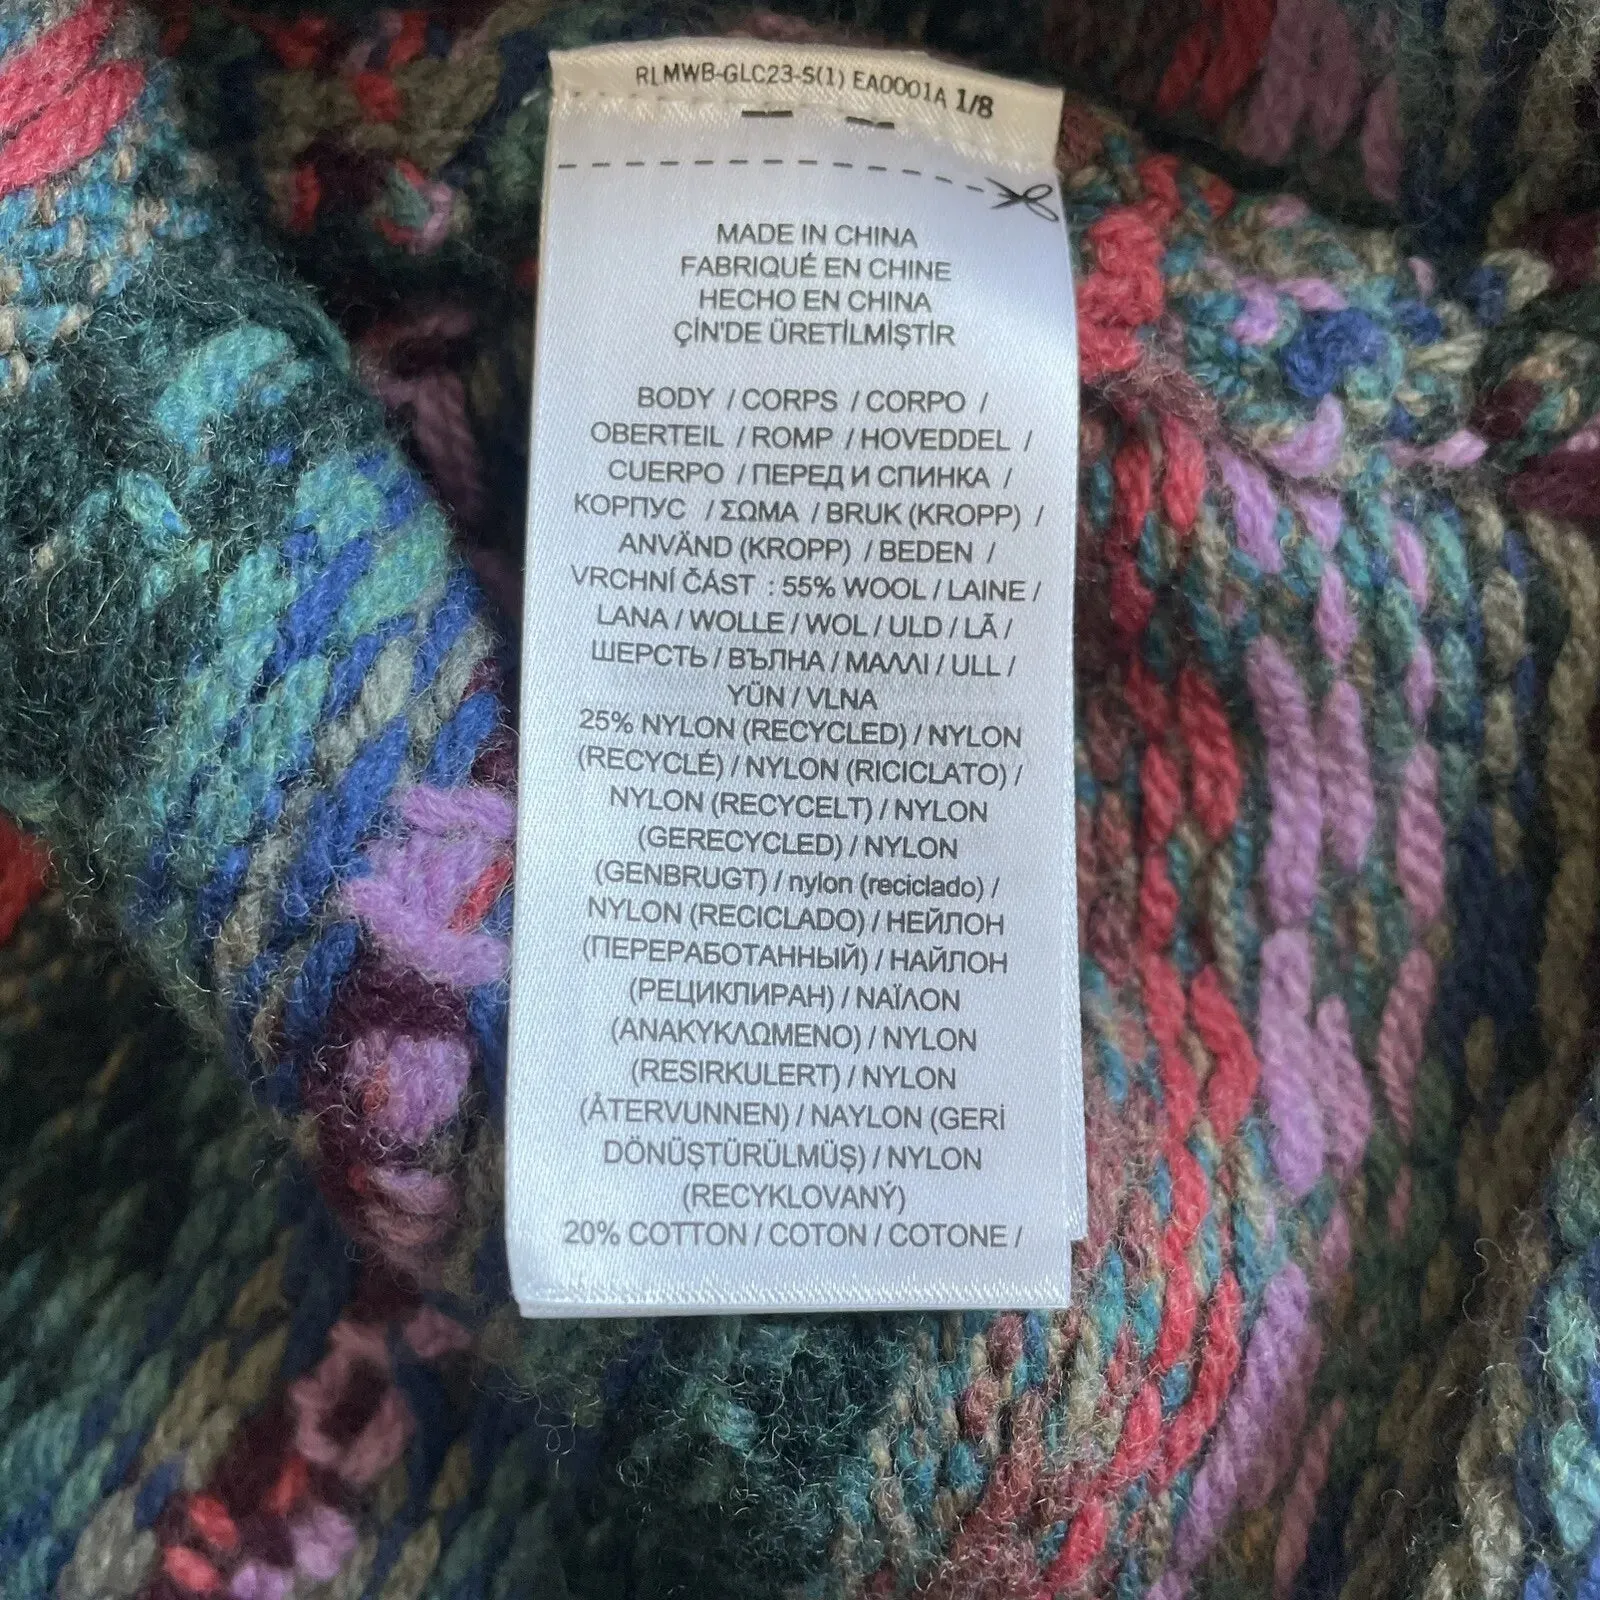 RLMWB-GLC23-S(1) EA0001A 1/8
MADE IN CHINA
FABRIQUÉ EN CHINE
HECHO EN CHINA
ÇİN'DE ÜRETİLMİŞTİR
BODY / CORPS / CORPO /
OBERTEIL / ROMP / HOVEDDEL /
CUERPO / ПЕРЕД И СПИНКА /
КОРПУС / ΣΩΜΑ / BRUK (KROPP) /
ANVÄND (KROPP) / BEDEN /
VRCHNÍ ČÁST : 55% WOOL / LAINE /
LANA / WOLLE / WOL / ULD / LÃ /
ШЕРСТЬ / ВЪЛНА / ΜΑΛΛΙ / ULL /
YÜN / VLNA
25% NYLON (RECYCLED) / NYLON
(RECYCLÉ) / NYLON (RICICLATO) /
NYLON (RECYCELT) / NYLON
(GERECYCLED) / NYLON
(GENBRUGT) / nylon (reciclado) /
NYLON (RECICLADO) / НЕЙЛОН
(ПЕРЕРАБОТАННЫЙ) / НАЙЛОН
(РЕЦИКЛИРАН) / ΝΑΪΛΟΝ
(ΑΝΑΚΥΚΛΩΜΕΝΟ) / NYLON
(RESIRKULERT) / NYLON
(ÅTERVUNNEN) / NAYLON (GERİ
DÖNÜŞTÜRÜLMÜŞ) / NYLON
(RECYKLOVANÝ)
20% COTTON / COTON / COTONE /